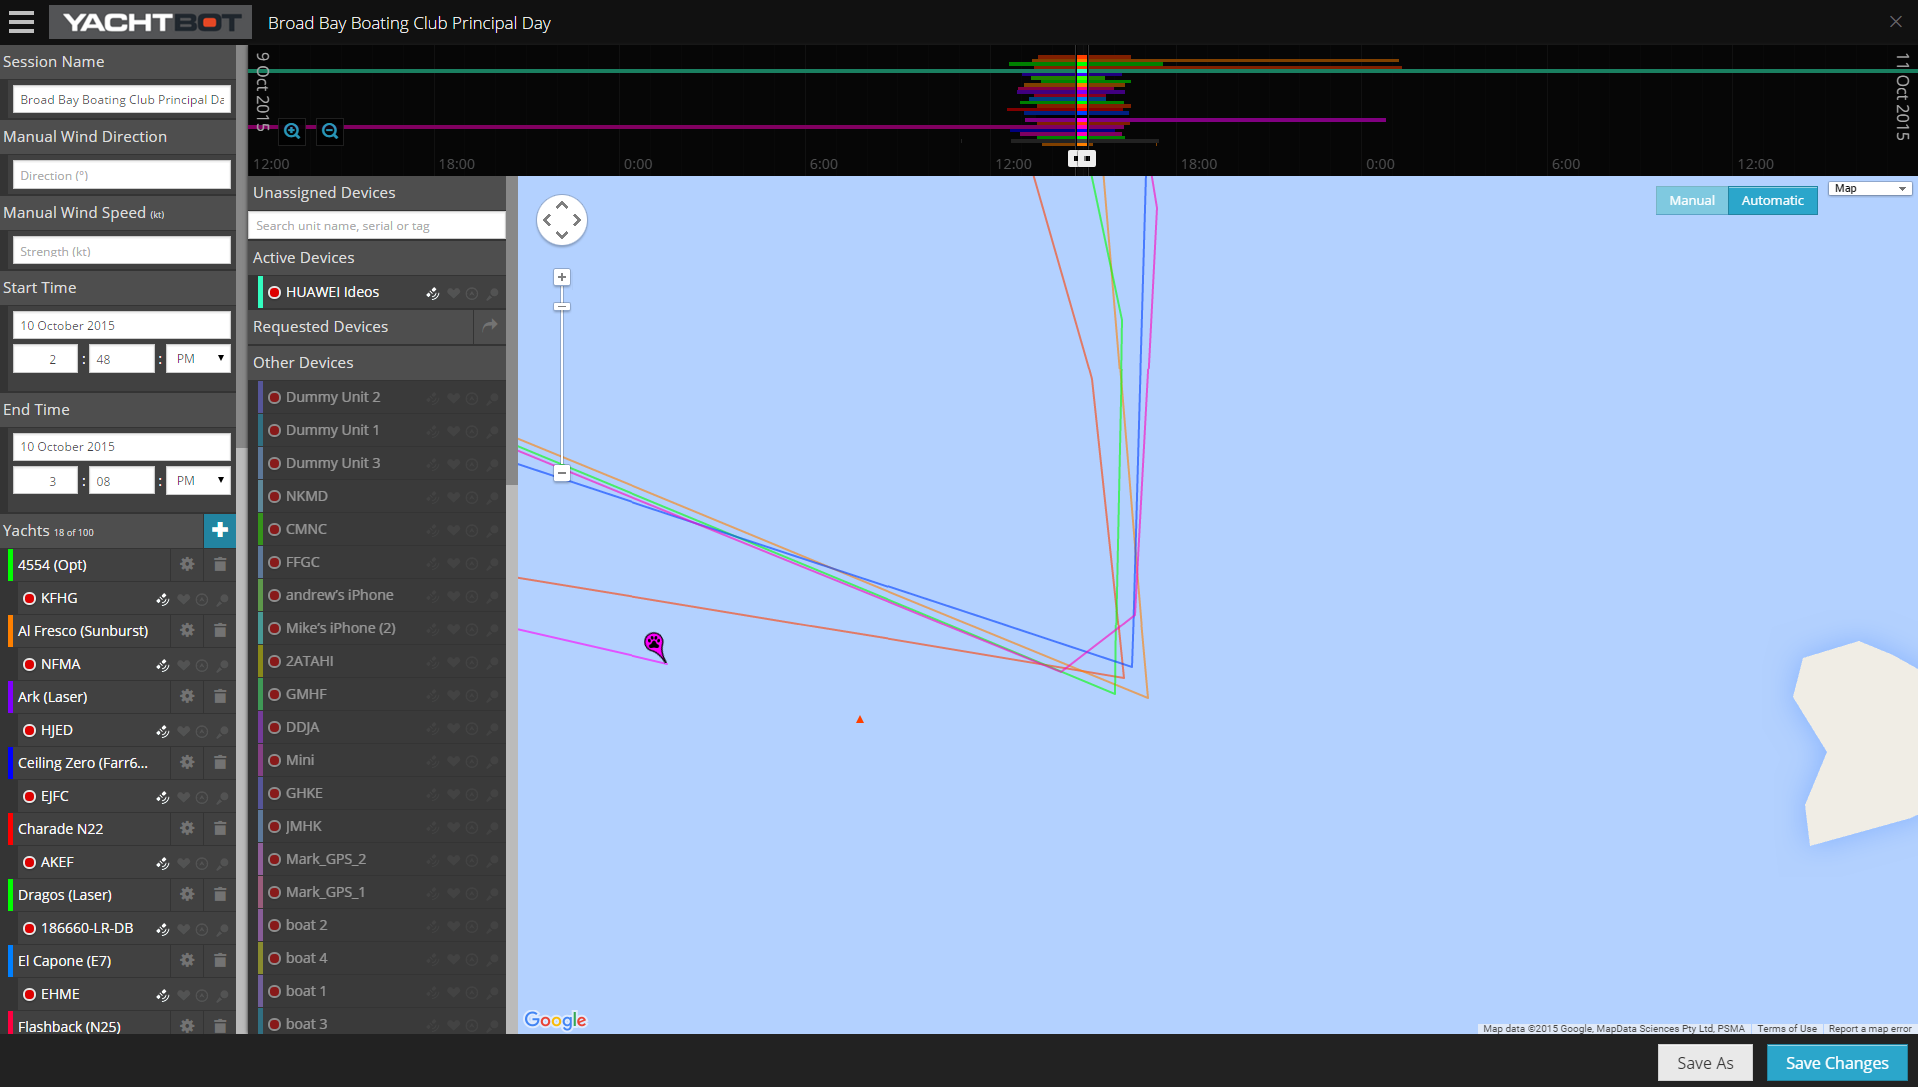 YACHTBOT
Broad Bay Boating Club Principal Day
Session Name
Broad Bay Boating Club Principal Da
Manual Wind Direction
Direction (°)
Manual Wind Speed (kt)
Strength (kt)
Start Time
10 October 2015
2 : 48 : PM
End Time
10 October 2015
3 : 08 : PM
Yachts 18 of 100
4554 (Opt)
KFHG
Al Fresco (Sunburst)
NFMA
Ark (Laser)
HJED
Ceiling Zero (Farr6...
EJFC
Charade N22
AKEF
Dragos (Laser)
186660-LR-DB
El Capone (E7)
EHME
Flashback (N25)
9 Oct 2015
11 Oct 2015
12:00 18:00 0:00 6:00 12:00 18:00 0:00 6:00 12:00
Unassigned Devices
Search unit name, serial or tag
Active Devices
HUAWEI Ideos
Requested Devices
Other Devices
Dummy Unit 2
Dummy Unit 1
Dummy Unit 3
NKMD
CMNC
FFGC
andrew's iPhone
Mike's iPhone (2)
2ATAHI
GMHF
DDJA
Mini
GHKE
JMHK
Mark_GPS_2
Mark_GPS_1
boat 2
boat 4
boat 1
boat 3
Manual Automatic
Map
Google
Map data ©2015 Google, MapData Sciences Pty Ltd, PSMA Terms of Use Report a map error
Save As Save Changes